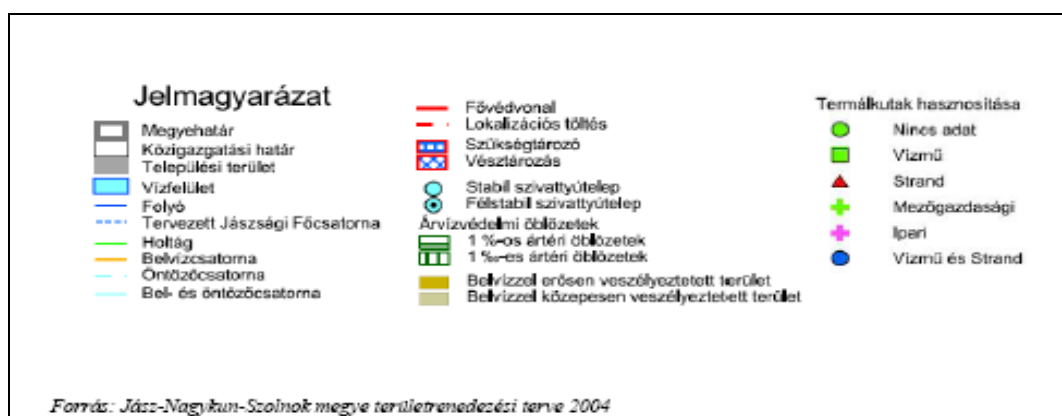 Jelmagyarázat
Megyehatár
Közigazgatási határ
Települési terület
Vízfelület
Folyó
Tervezett Jászsági Főcsatorna
Holtág
Belvízcsatorna
Öntözőcsatorna
Bel- és öntözőcsatorna
Fővédvonal
Lokalizációs töltés
Szükségtározó
Vésztározás
Stabil szivattyútelep
Félstabil szivattyútelep
Árvízvédelmi öblözetek
1 %-os ártéri öblözetek
1 ‰-es ártéri öblözetek
Belvízzel erősen veszélyeztetett terület
Belvízzel közepesen veszélyeztetett terület
Termálkutak hasznosítása
Nincs adat
Vízmű
Strand
Mezőgazdasági
Ipari
Vízmű és Strand
Forrás: Jász-Nagykun-Szolnok megye területrenedezési terve 2004